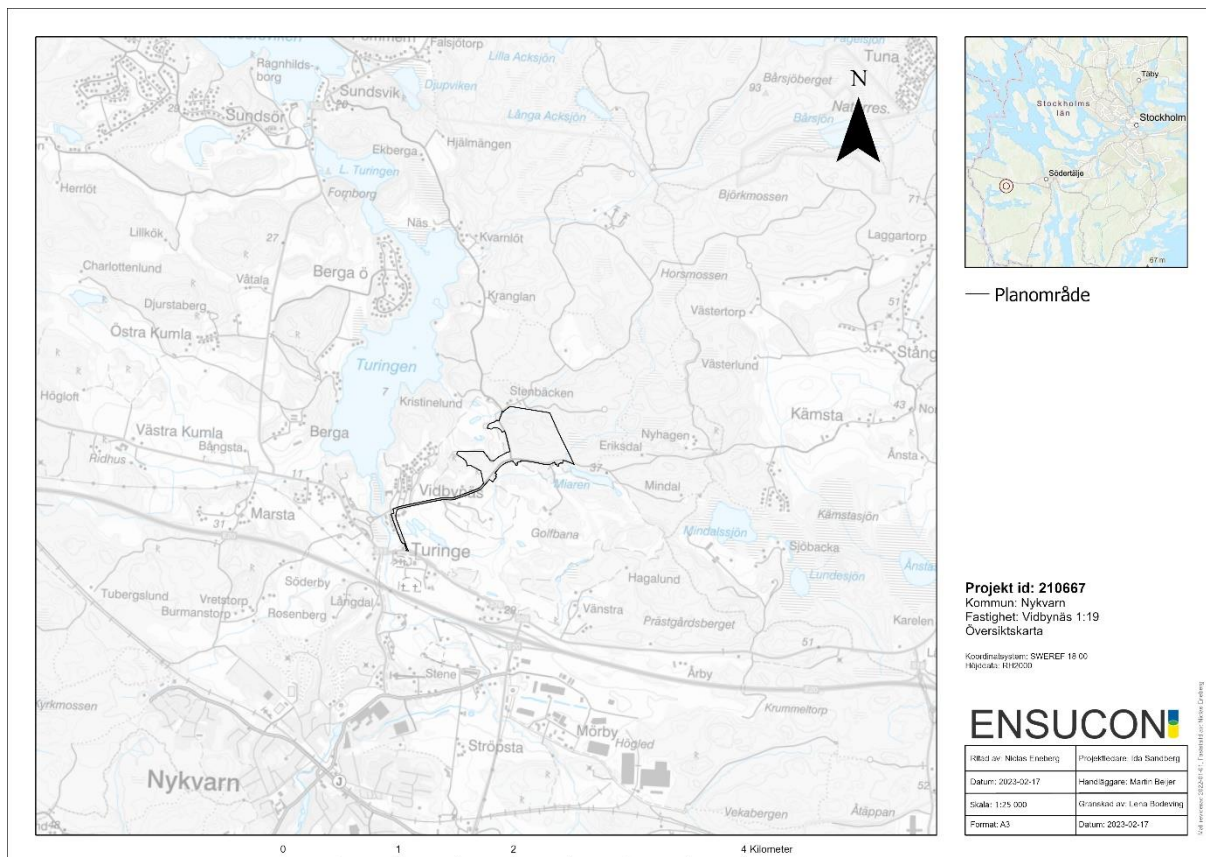 Ragnhilds-
borg
Sundsvik
Falsjötorp
Lilla Acksjön
Tuna
Djupviken
Bårsjöberget
93
Sundsör
Långa Acksjön
Bårsjön
N
Ekberga
Hjälmängen
Herrlöt
L. Turingen
Fornborg
Björkmossen
71
Näs
Lillkök
27
Kvarnlöt
Laggartorp
Charlottenlund
Våtala
Berga ö
Horsmossen
Djurstaberg
Kranglan
Västertorp
51
Östra Kumla
Stång
Turingen
Västerlund
7
Högloft
Kristinelund
Stenbäcken
43
Kämsta
Västra Kumla
Berga
Bångsta
Nyhagen
Eriksdal
Ånsta
Ridhus
11
37
Vidbynäs
Miaren
Mindal
Marsta
31
Golfbana
Kämstasjön
Mindalssjön
Turinge
Sjöbacka
Söderby
Hagalund
Lundesjön
Tubergslund
Vretstorp
Burmanstorp
Rosenberg
Långdal
29
Vänstra
Prästgårdsberget
51
Karelen
Stene
Årby
Krummeltorp
Mörby
Högled
Ströpsta
Nykvarn
Vekabergen
Åtäppan
52
0 1 2 4 Kilometer
Täby
Stockholms
län
Stockholm
Södertälje
67 m
Planområde
Projekt id: 210667
Kommun: Nykvarn
Fastighet: Vidbynäs 1:19
Översiktskarta
Koordinatsystem: SWEREF 18 00
Höjddata: RH2000
ENSUCON
Ritad av: Niclas Eneberg Projektledare: Ida Sandberg
Datum: 2023-02-17 Handläggare: Martin Beijer
Skala: 1:25 000 Granskad av: Lena Bodeving
Format: A3 Datum: 2023-02-17